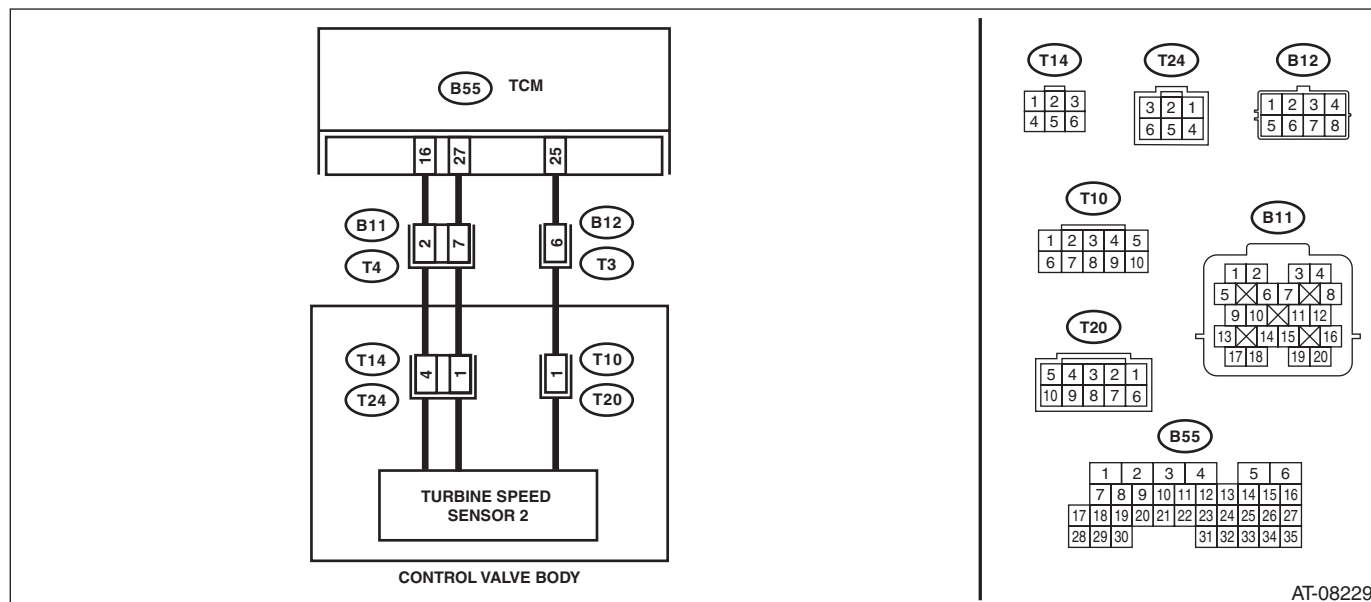 B55 TCM
16 27 25
B11 2 7 6 B12
T4 T3
T14 4 1 1 T10
T24 T20
TURBINE SPEED
SENSOR 2
CONTROL VALVE BODY
T14
1 2 3
4 5 6
T24
3 2 1
6 5 4
B12
1 2 3 4
5 6 7 8
T10
1 2 3 4 5
6 7 8 9 10
B11
1 2 3 4
5 6 7 8
9 10 11 12
13 14 15 16
17 18 19 20
T20
5 4 3 2 1
10 9 8 7 6
B55
1 2 3 4 5 6
7 8 9 10 11 12 13 14 15 16
17 18 19 20 21 22 23 24 25 26 27
28 29 30 31 32 33 34 35
AT-08229